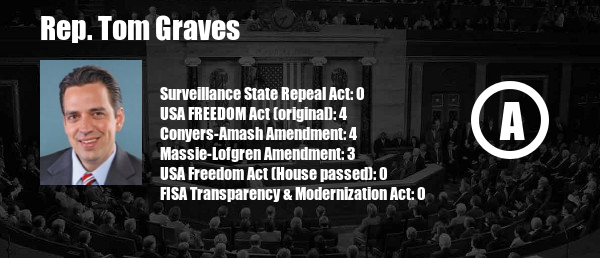 Rep. Tom Graves
Surveillance State Repeal Act: 0
USA FREEDOM Act (original): 4
Conyers-Amash Amendment: 4
Massie-Lofgren Amendment: 3
USA Freedom Act (House passed): 0
FISA Transparency & Modernization Act: 0
A